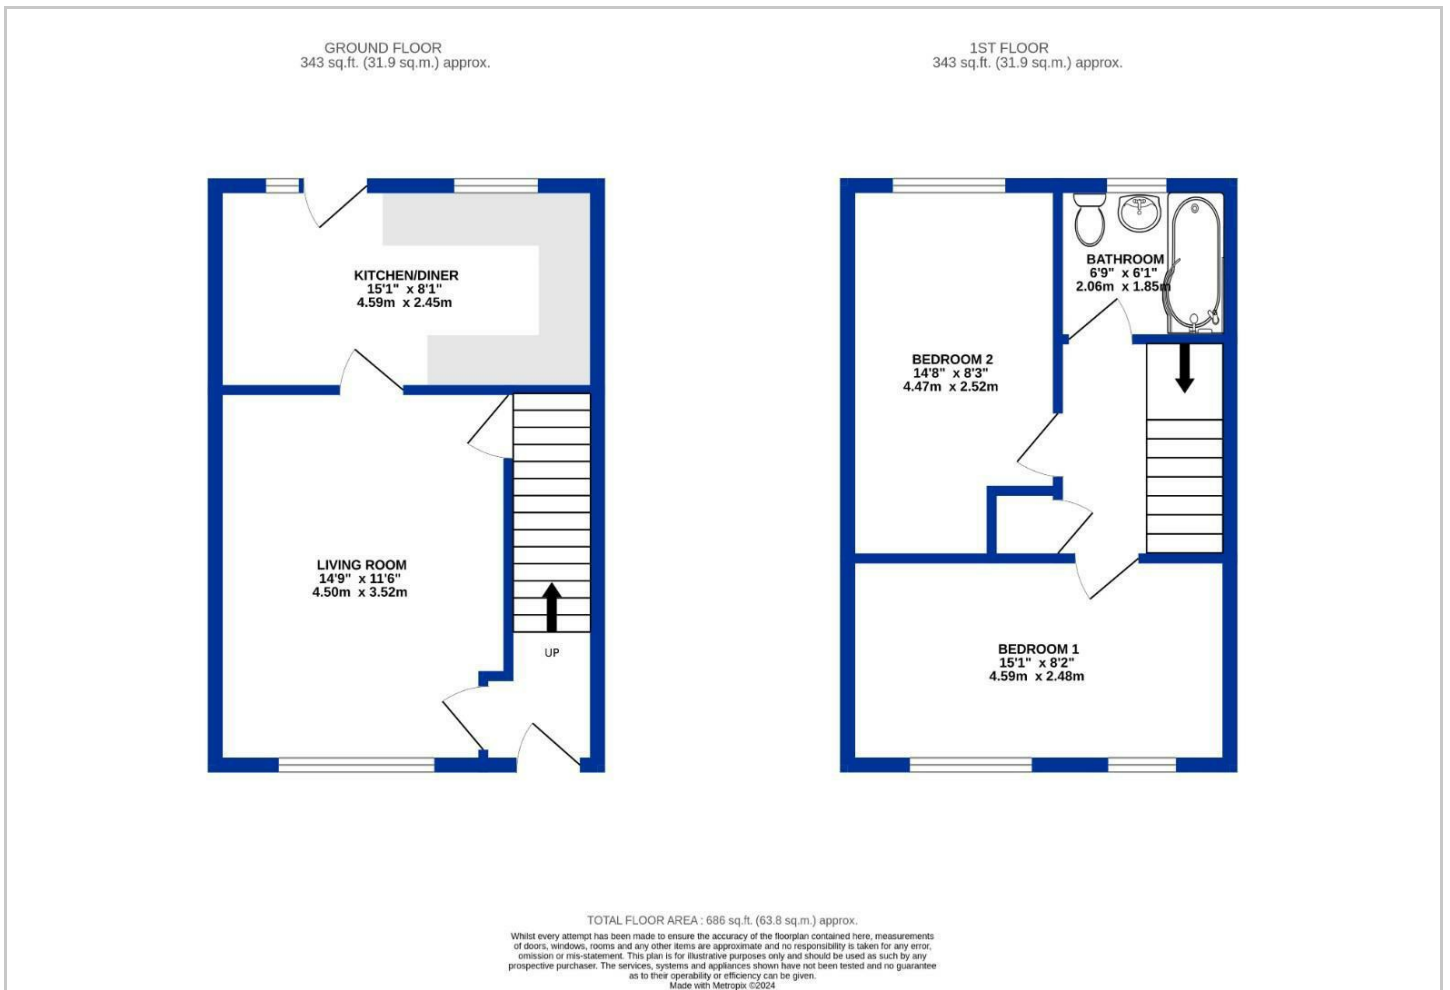 GROUND FLOOR
343 sq.ft. (31.9 sq.m.) approx.
1ST FLOOR
343 sq.ft. (31.9 sq.m.) approx.
KITCHEN/DINER
15'1" x 8'1"
4.59m x 2.45m
LIVING ROOM
14'9" x 11'6"
4.50m x 3.52m
UP
BATHROOM
6'9" x 6'1"
2.06m x 1.85m
BEDROOM 2
14'8" x 8'3"
4.47m x 2.52m
BEDROOM 1
15'1" x 8'2"
4.59m x 2.48m
TOTAL FLOOR AREA : 686 sq.ft. (63.8 sq.m.) approx.
Whilst every attempt has been made to ensure the accuracy of the floorplan contained here, measurements
of doors, windows, rooms and any other items are approximate and no responsibility is taken for any error,
omission or mis-statement. This plan is for illustrative purposes only and should be used as such by any
prospective purchaser. The services, systems and appliances shown have not been tested and no guarantee
as to their operability or efficiency can be given.
Made with Metropix ©2024